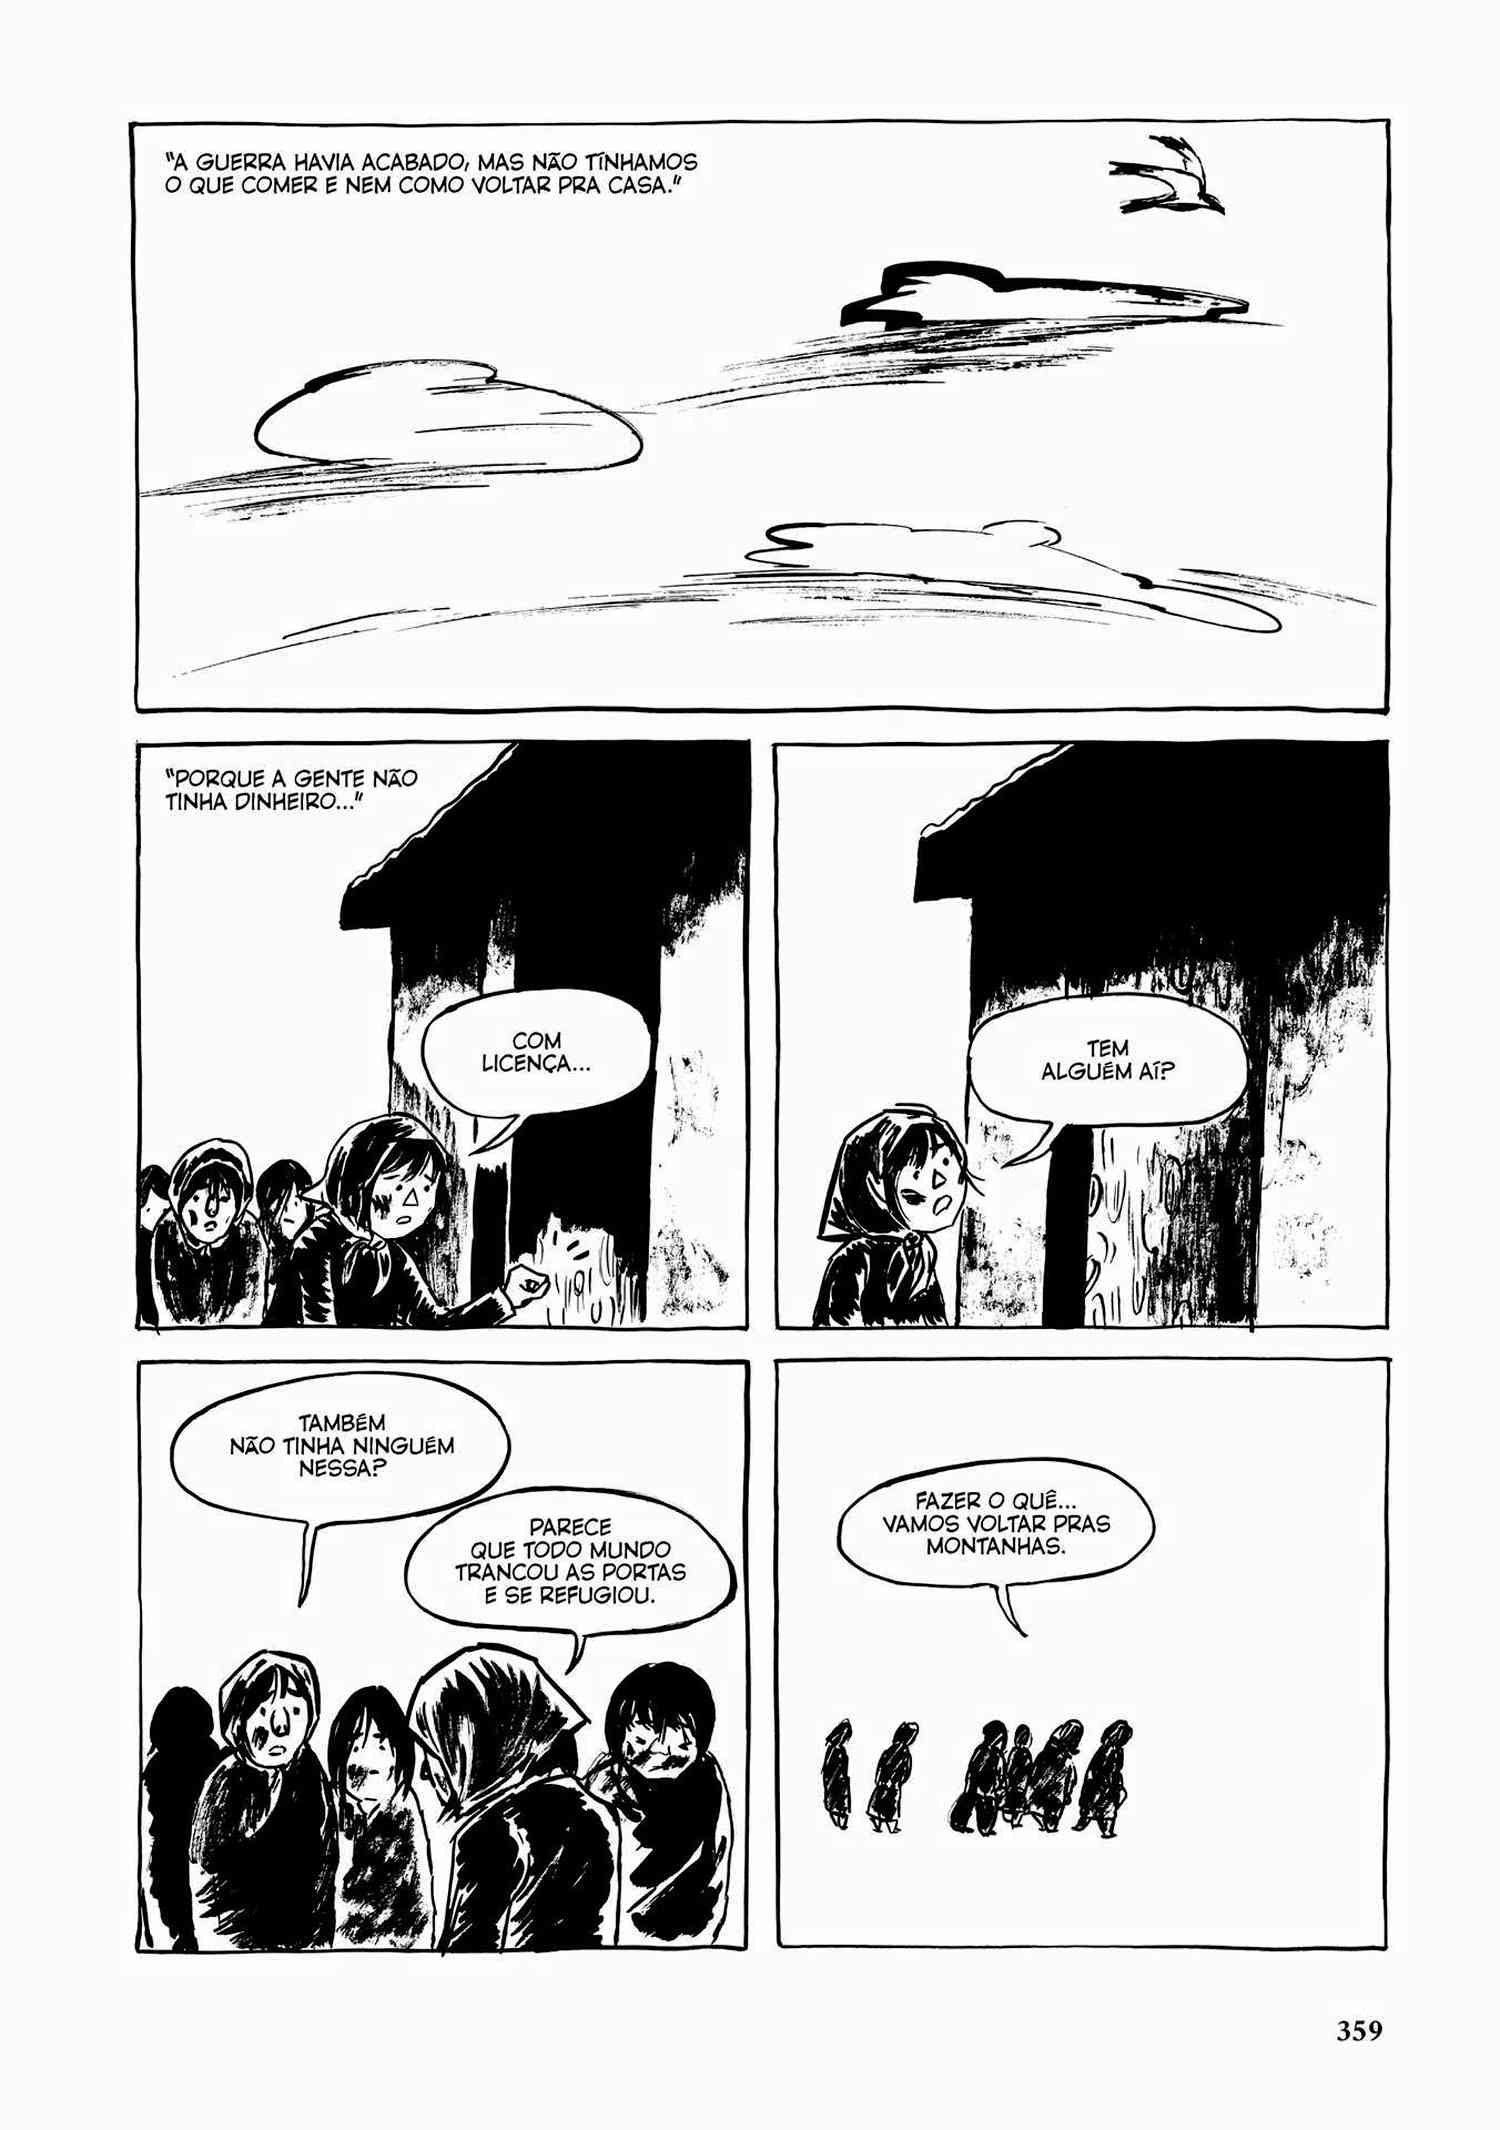 "A GUERRA HAVIA ACABADO, MAS NÃO TÍNHAMOS
O QUE COMER E NEM COMO VOLTAR PRA CASA."
"PORQUE A GENTE NÃO
TINHA DINHEIRO..."
COM
LICENÇA...
TEM
ALGUÉM AÍ?
TAMBÉM
NÃO TINHA NINGUÉM
NESSA?
PARECE
QUE TODO MUNDO
TRANCOU AS PORTAS
E SE REFUGIOU.
FAZER O QUÊ...
VAMOS VOLTAR PRAS
MONTANHAS.
359